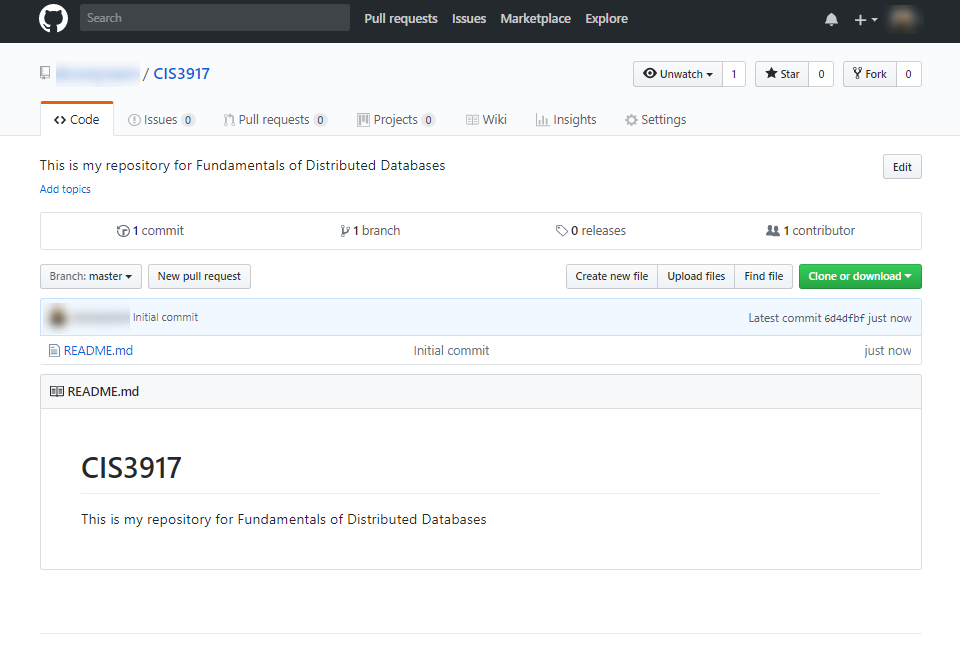 Search Pull requests Issues Marketplace Explore
/ CIS3917 Unwatch 1 Star 0 Fork 0
Code Issues 0 Pull requests 0 Projects 0 Wiki Insights Settings
This is my repository for Fundamentals of Distributed Databases Edit
Add topics
1 commit 1 branch 0 releases 1 contributor
Branch: master New pull request Create new file Upload files Find file Clone or download
Initial commit Latest commit 6d4dfbf just now
README.md Initial commit just now
README.md
CIS3917
This is my repository for Fundamentals of Distributed Databases